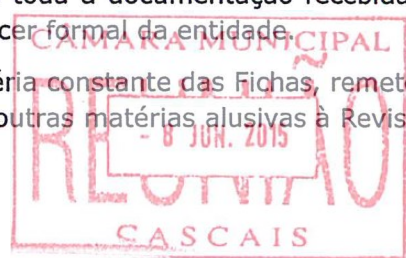 toda a documentação recebida
cer formal da entidade.
CÂMARA MUNICIPAL
éria constante das Fichas, remet
outras matérias alusivas à Revis
- 8 JUN. 2015
REUNIÃO
CASCAIS